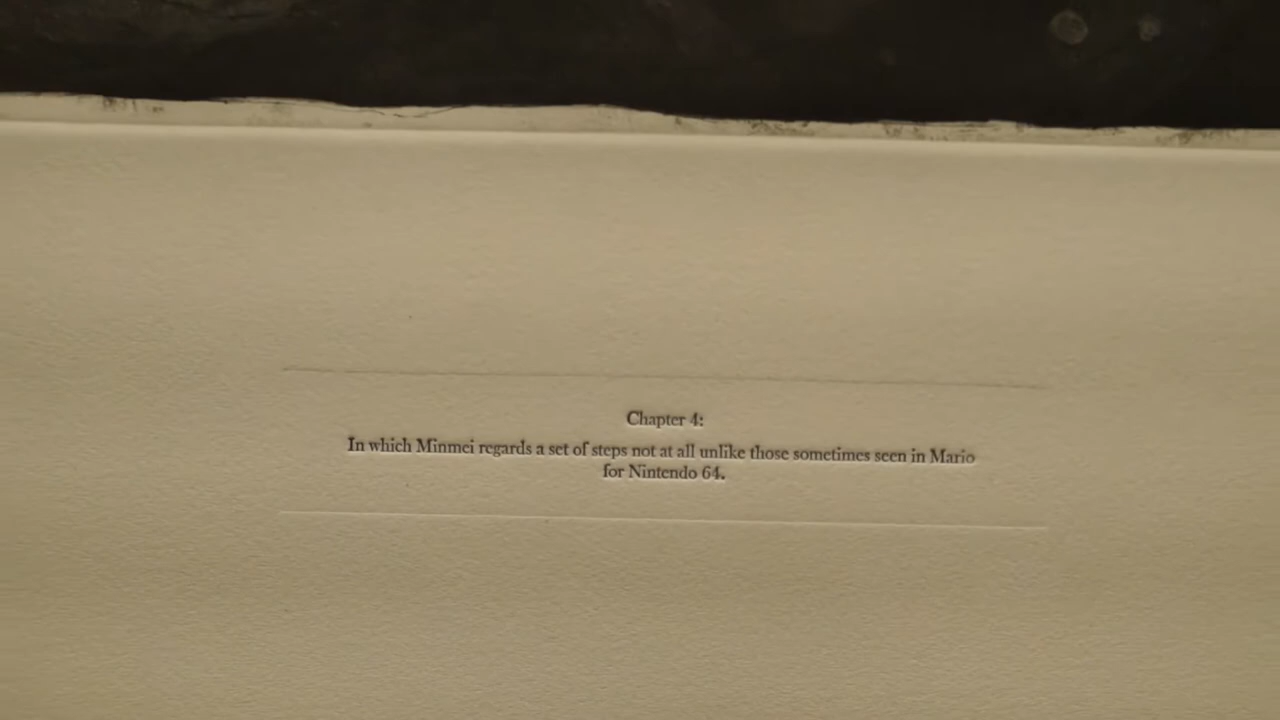 Chapter 4:
In which Minmei regards a set of steps not at all unlike those sometimes seen in Mario
for Nintendo 64.